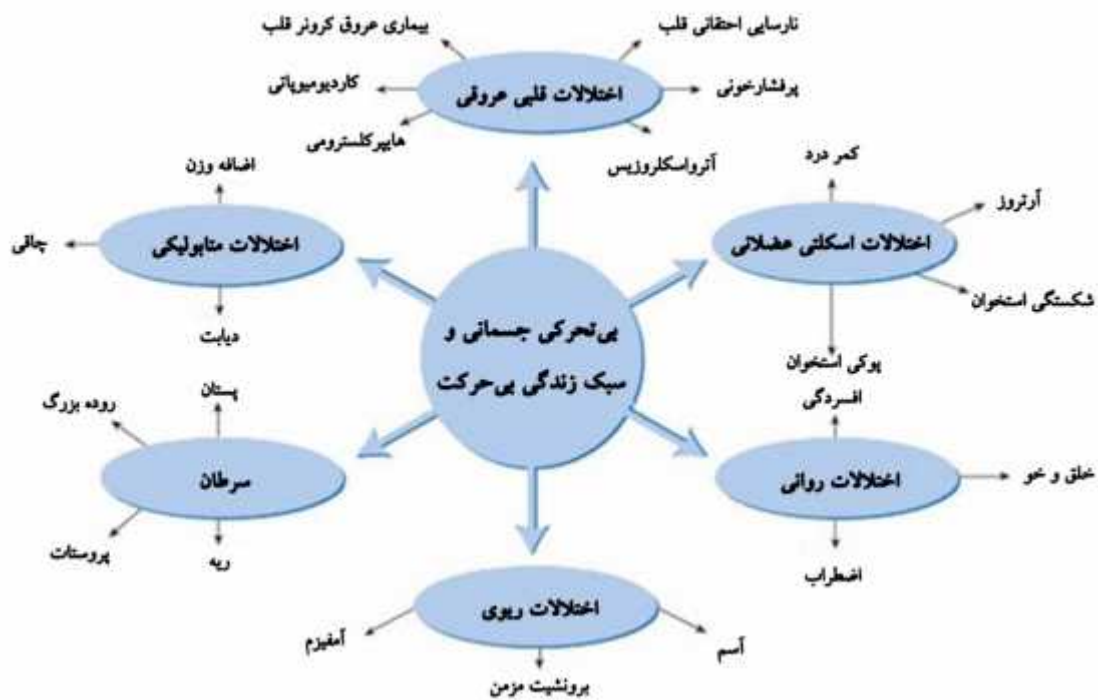 بیماری عروق کرونر قلب
نارسایی احتقانی قلب
کاردیومیوپاتی
اختلالات قلبی عروقی
پرفشارخونی
هایپرکلسترومی
آترواسکلروزیس
اضافه وزن
کمر درد
آرتروز
چاقی
اختلالات متابولیکی
اختلالات اسکلتی عضلانی
شکستگی استخوان
دیابت
بی‌تحرکی جسمانی و
سبک زندگی بی‌حرکت
پوکی استخوان
پستان
افسردگی
روده بزرگ
سرطان
اختلالات روانی
خلق و خو
پروستات
ریه
اضطراب
اختلالات ریوی
آمفیزم
آسم
برونشیت مزمن